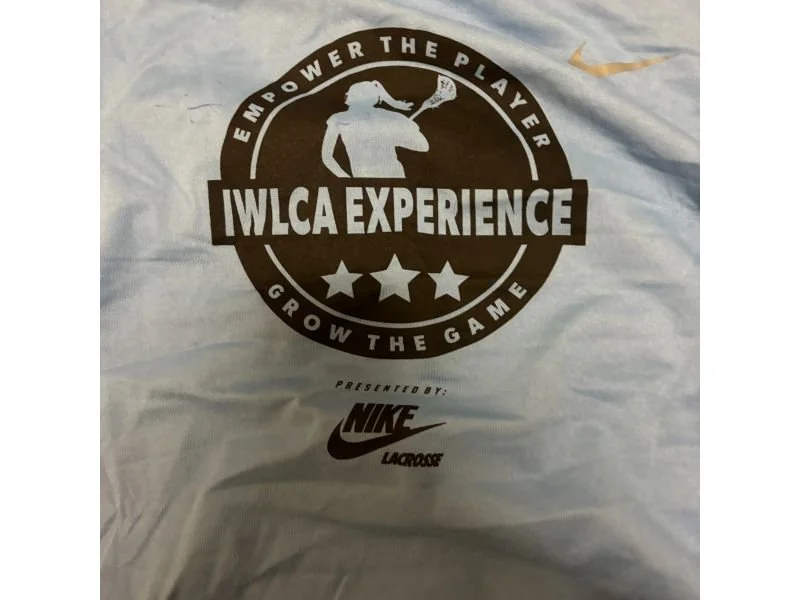 EMPOWER THE PLAYER
IWLCA EXPERIENCE
GROW THE GAME
PRESENTED BY:
NIKE
LACROSSE